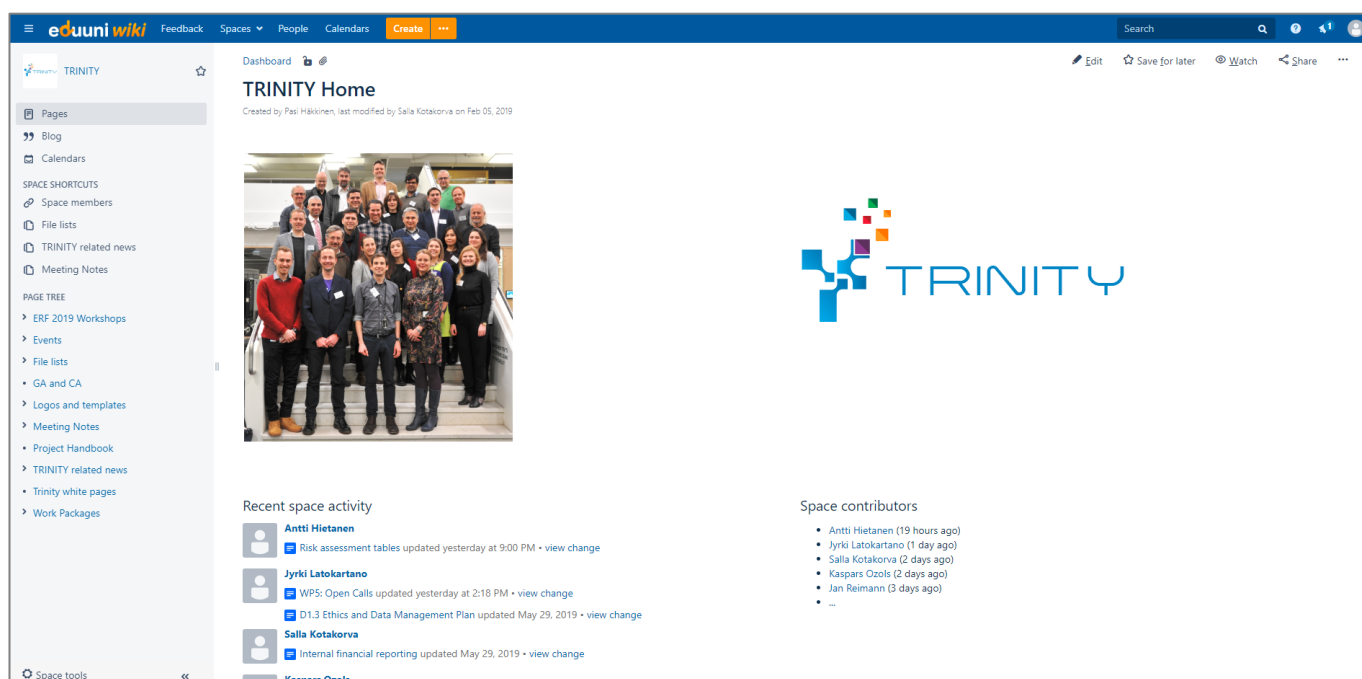 eduuni wiki Feedback Spaces People Calendars Create ••• Search 1
TRINITY TRINITY
Pages
Blog
Calendars
SPACE SHORTCUTS
Space members
File lists
TRINITY related news
Meeting Notes
PAGE TREE
ERF 2019 Workshops
Events
File lists
GA and CA
Logos and templates
Meeting Notes
Project Handbook
TRINITY related news
Trinity white pages
Work Packages
Space tools
Dashboard
Edit Save for later Watch Share •••
TRINITY Home
Created by Pasi Häkkinen, last modified by Salla Kotakorva on Feb 05, 2019
TRINITY
Recent space activity
Antti Hietanen
Risk assessment tables updated yesterday at 9:00 PM • view change
Jyrki Latokartano
WP5: Open Calls updated yesterday at 2:18 PM • view change
D1.3 Ethics and Data Management Plan updated May 29, 2019 • view change
Salla Kotakorva
Internal financial reporting updated May 29, 2019 • view change
Kaspars Ozols
Space contributors
Antti Hietanen (19 hours ago)
Jyrki Latokartano (1 day ago)
Salla Kotakorva (2 days ago)
Kaspars Ozols (2 days ago)
Jan Reimann (3 days ago)
...